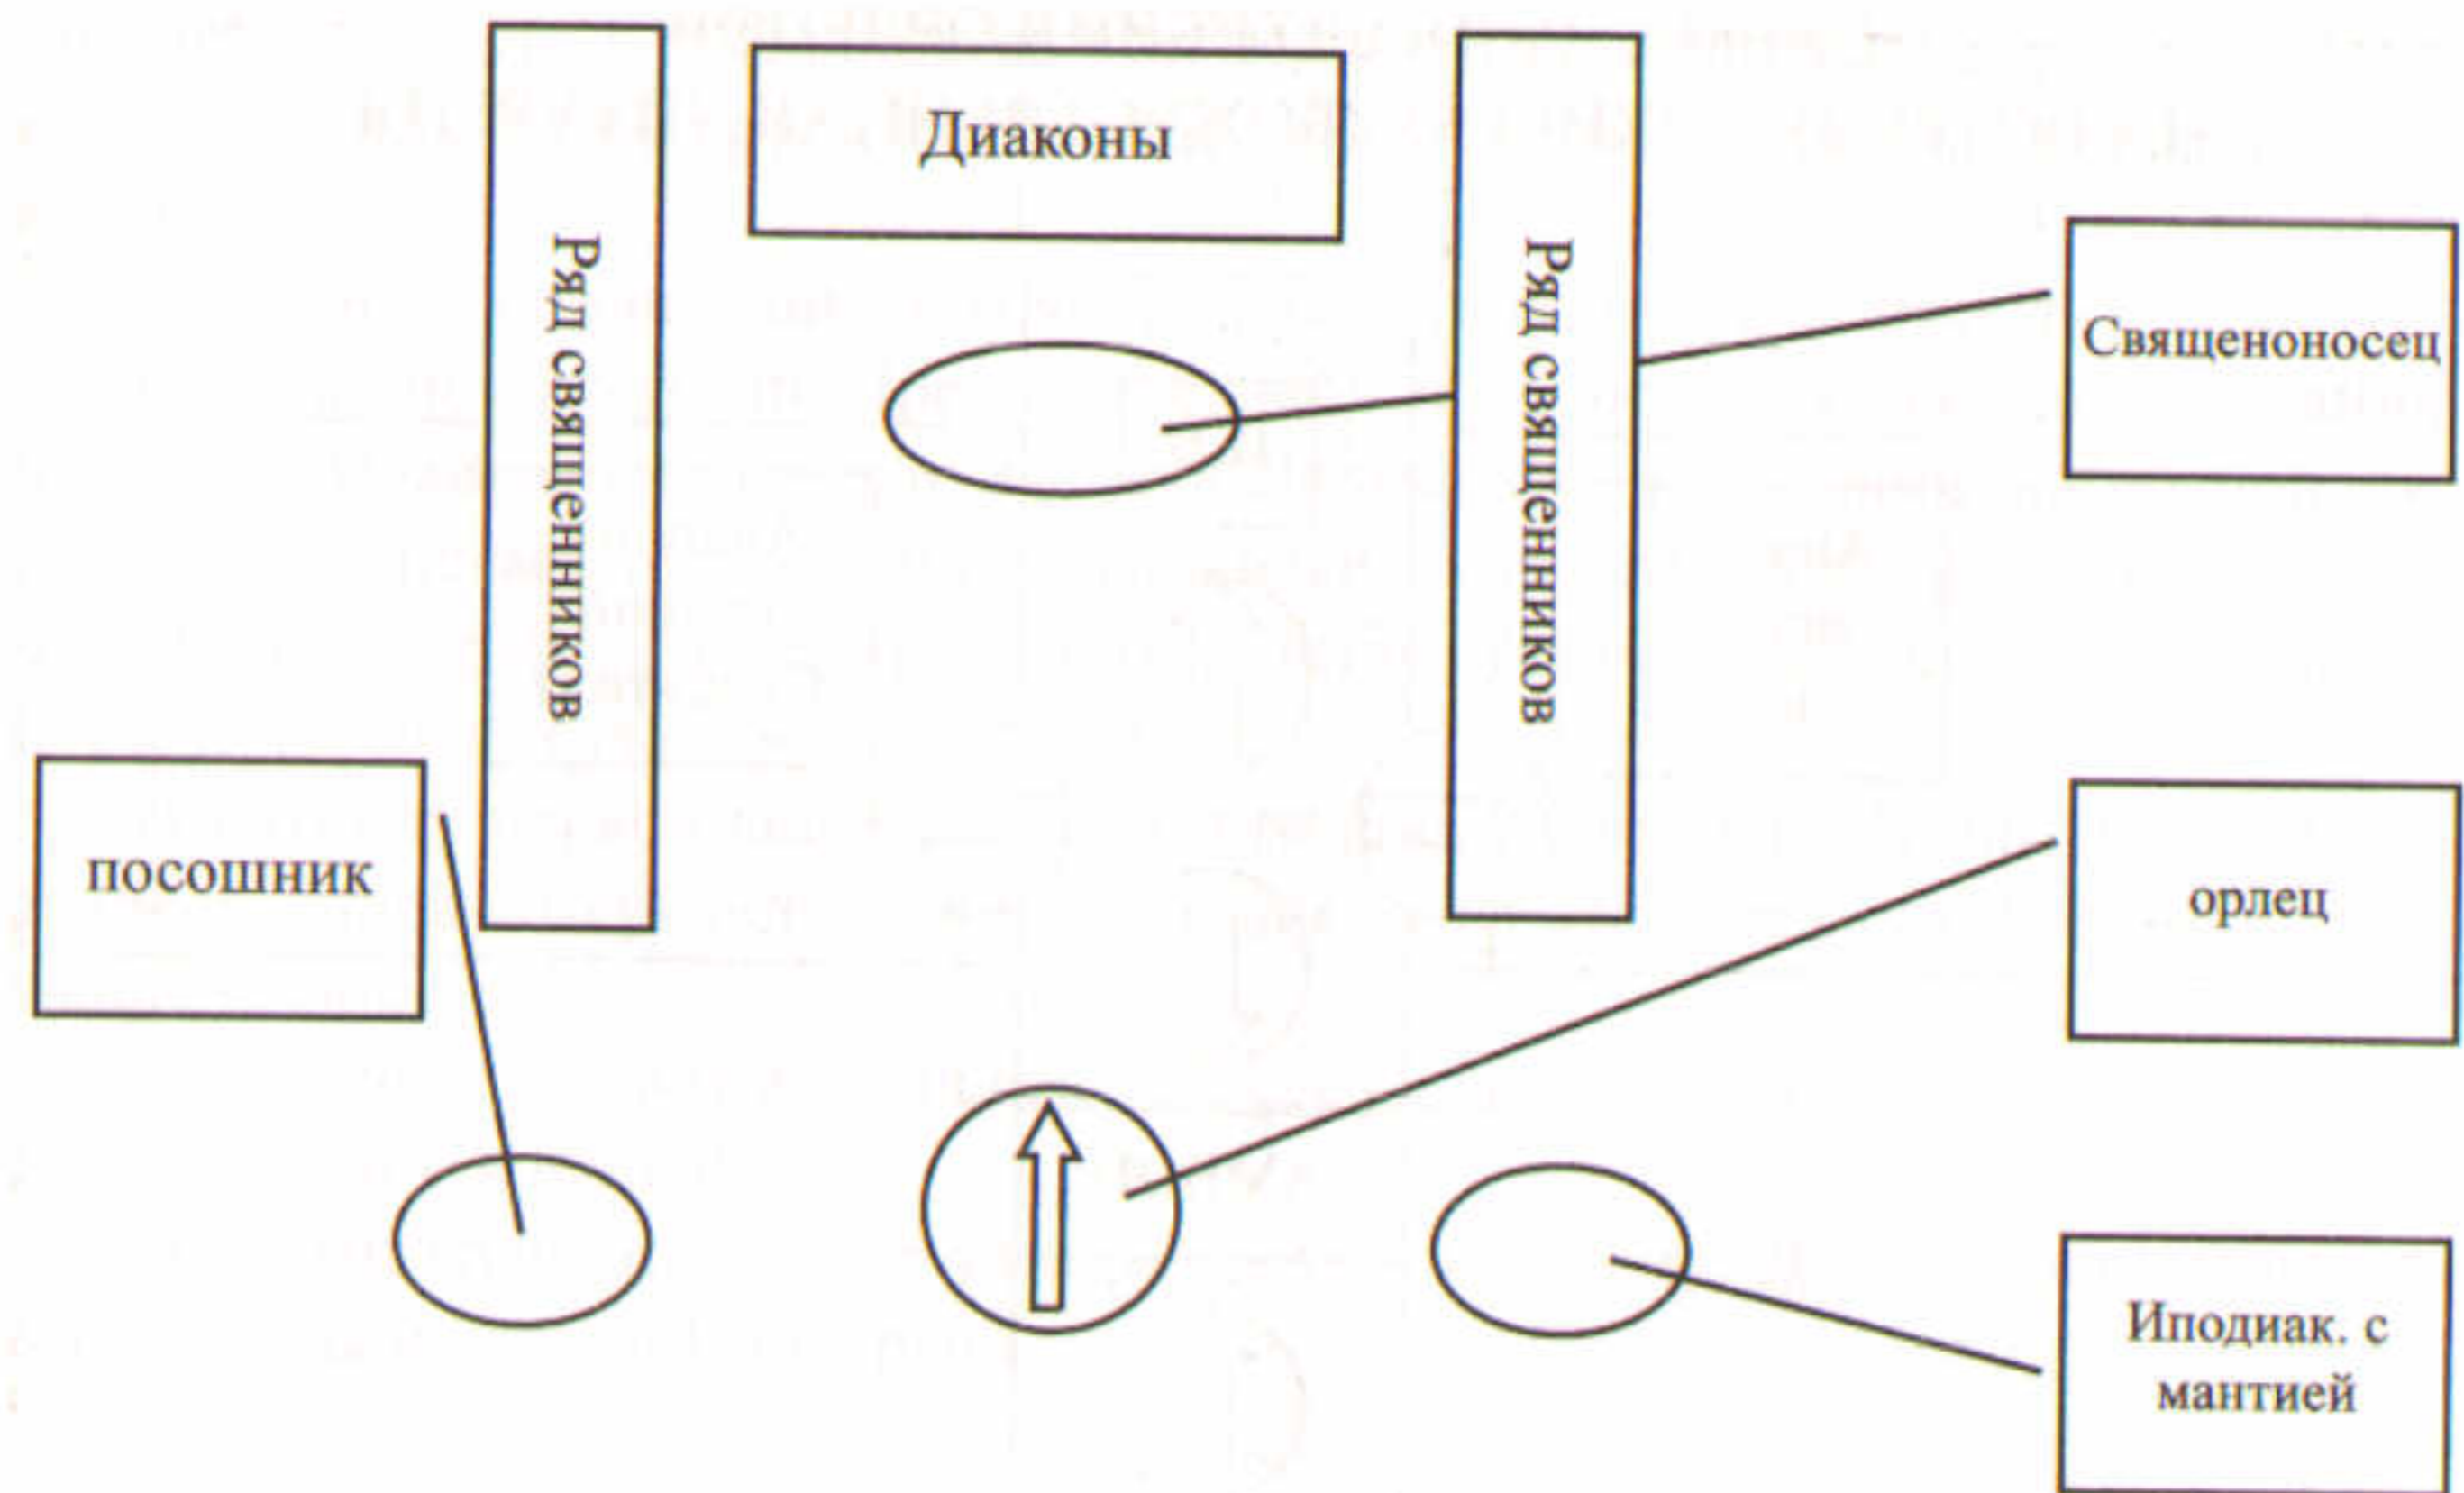 Диаконы
Ряд священников
Ряд священников
Священоносец
посошник
орлец
Иподиак. с
мантией